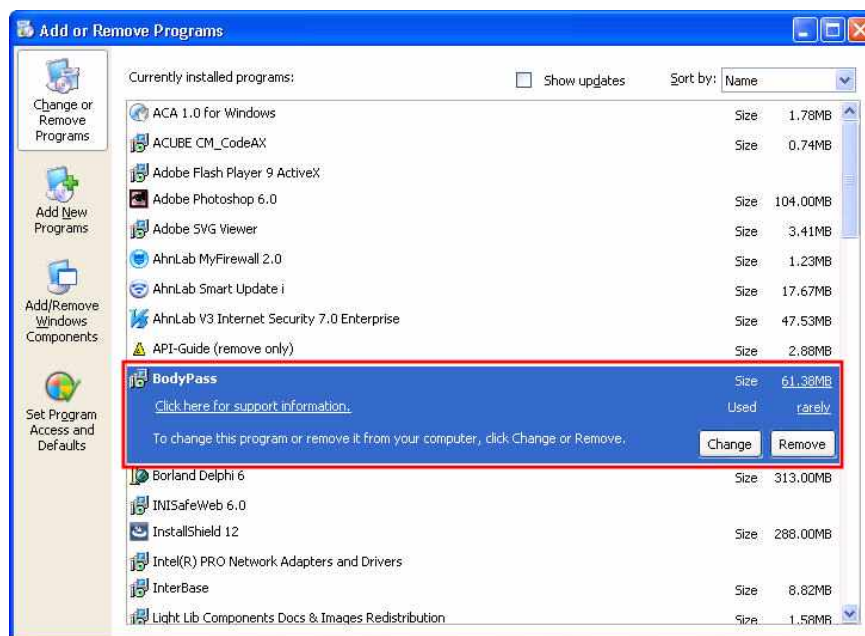 Add or Remove Programs
Change or
Remove
Programs
Add New
Programs
Add/Remove
Windows
Components
Set Program
Access and
Defaults
Currently installed programs:
Show updates
Sort by:
Name
ACA 1.0 for Windows Size 1.78MB
ACUBE CM_CodeAX Size 0.74MB
Adobe Flash Player 9 ActiveX
Adobe Photoshop 6.0 Size 104.00MB
Adobe SVG Viewer Size 3.41MB
AhnLab MyFirewall 2.0 Size 1.23MB
AhnLab Smart Update i Size 17.67MB
AhnLab V3 Internet Security 7.0 Enterprise Size 47.53MB
API-Guide (remove only) Size 2.88MB
BodyPass Size 61.38MB
Click here for support information. Used rarely
To change this program or remove it from your computer, click Change or Remove. Change Remove
Borland Delphi 6 Size 313.00MB
INISafeWeb 6.0
InstallShield 12 Size 288.00MB
Intel(R) PRO Network Adapters and Drivers
InterBase Size 8.82MB
Light Lib Components Docs & Images Redistribution Size 1.58MB